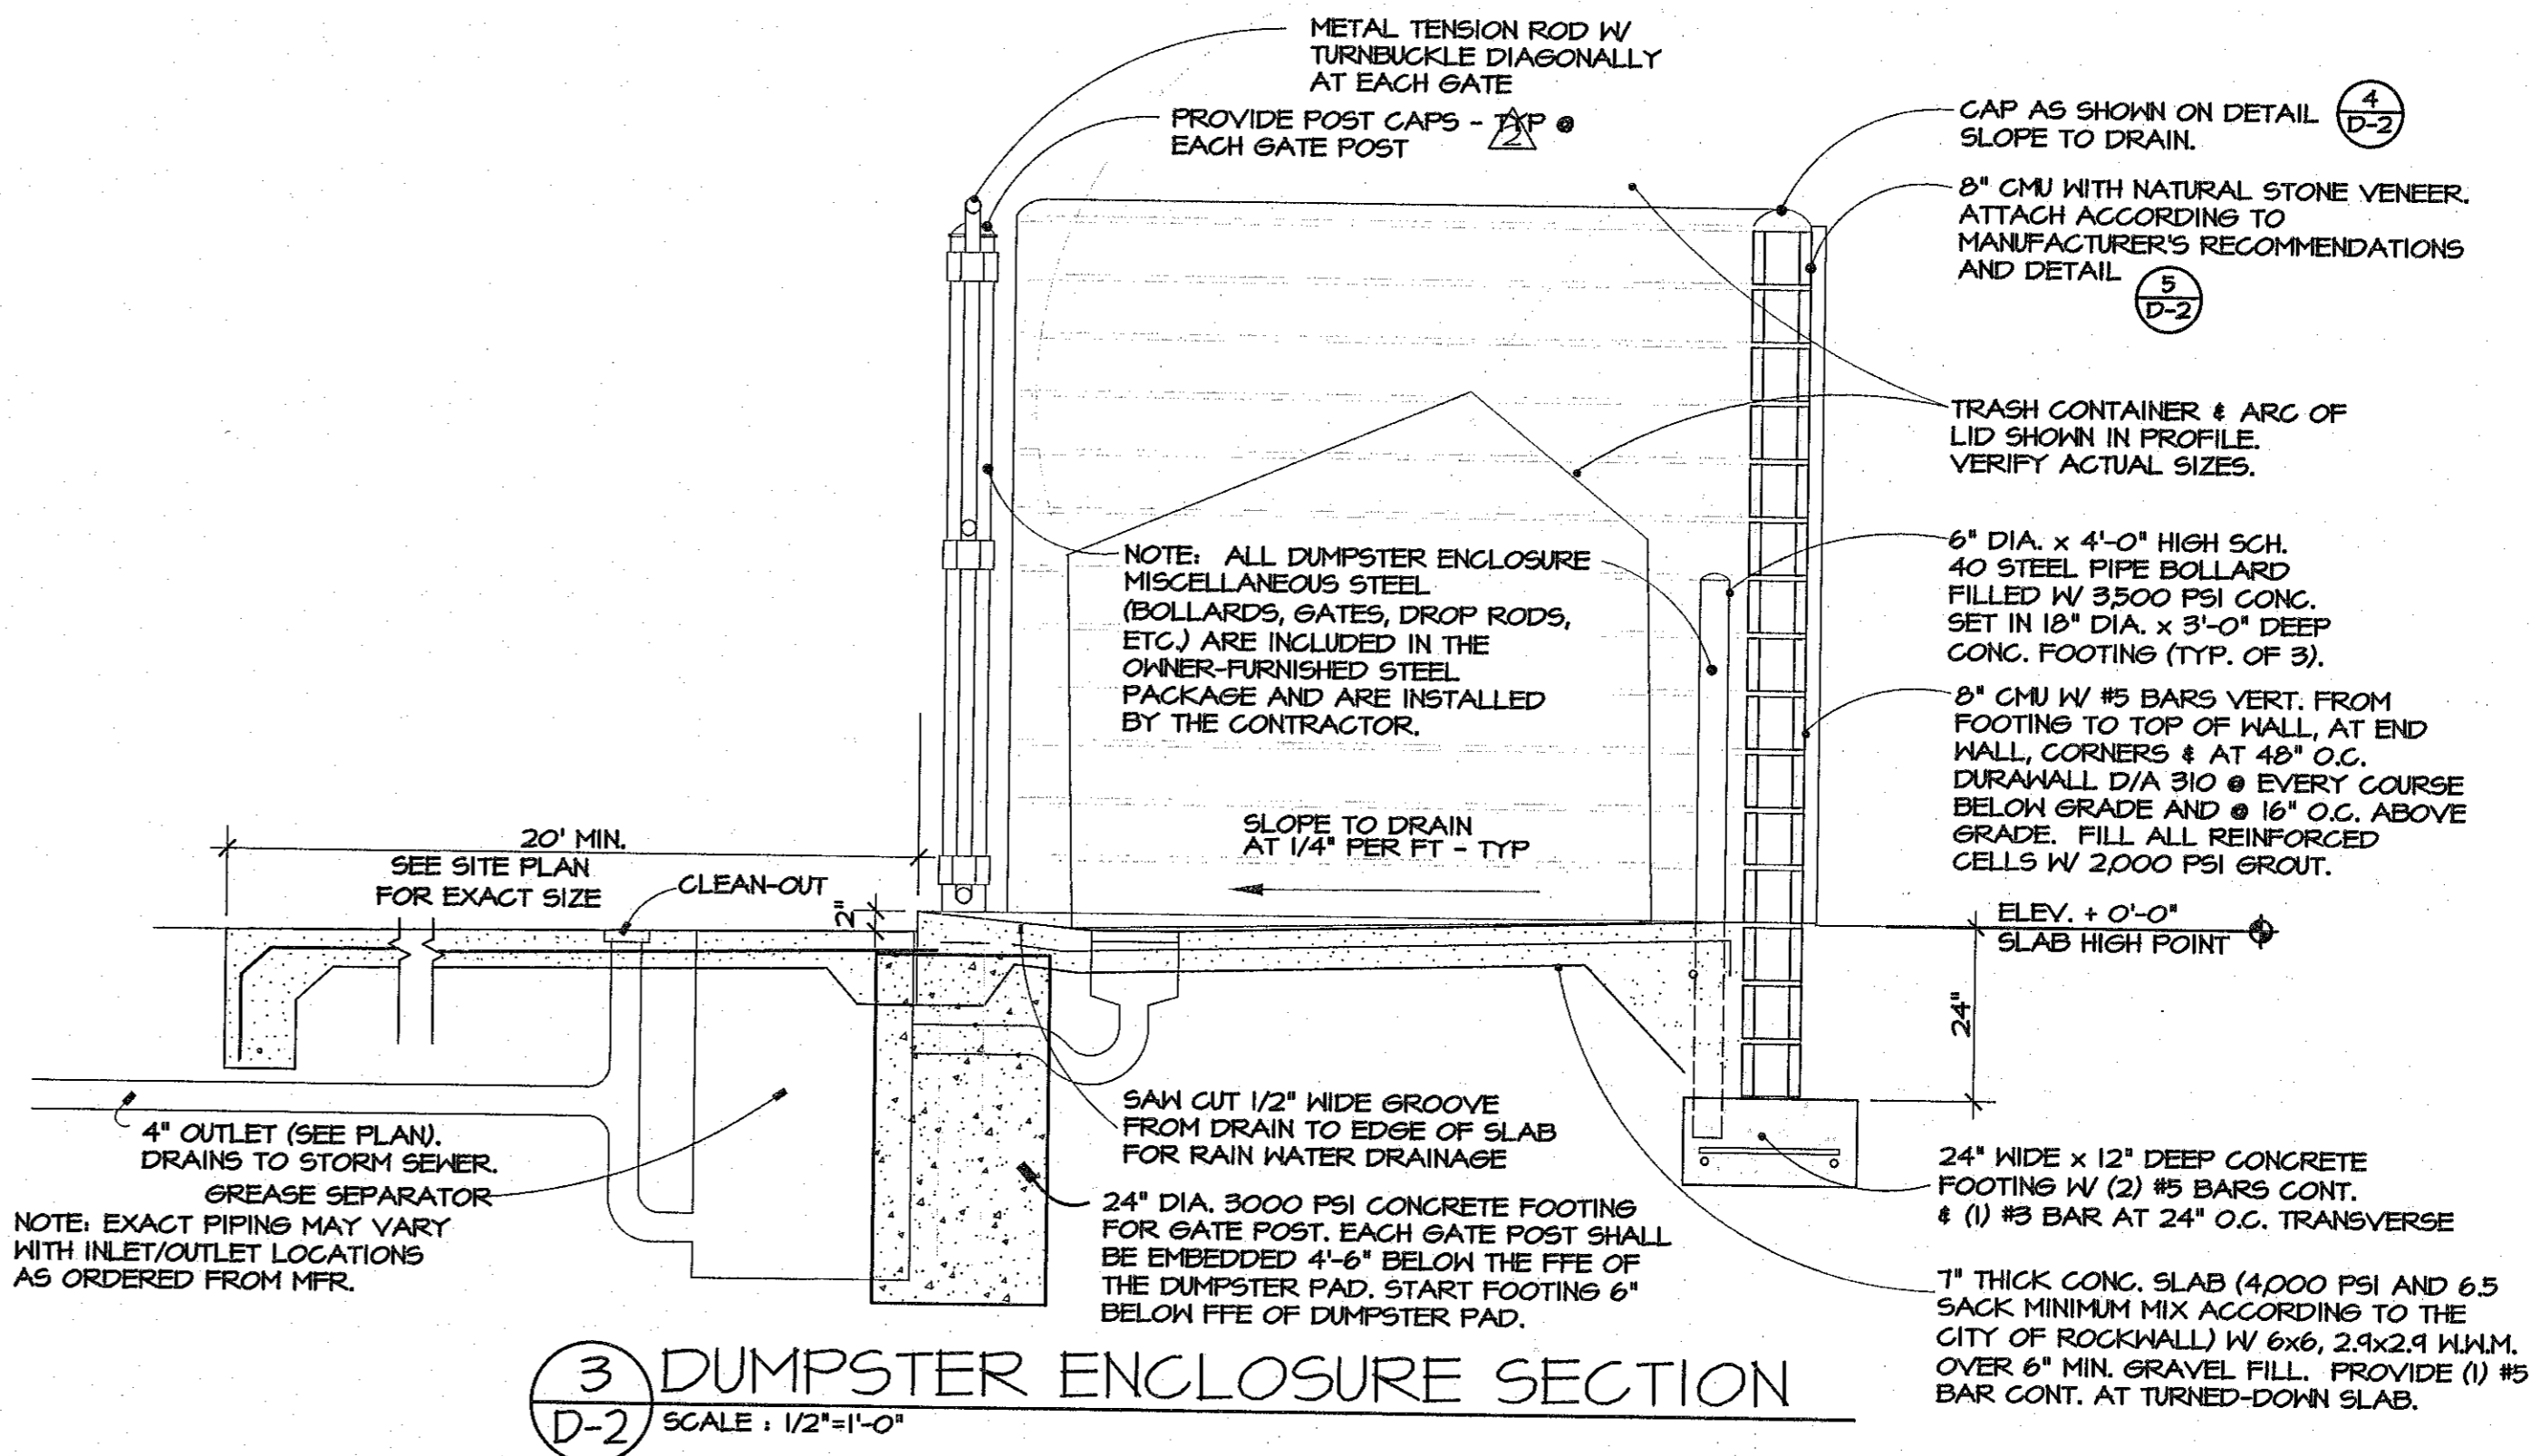 METAL TENSION ROD W/
TURNBUCKLE DIAGONALLY
AT EACH GATE
PROVIDE POST CAPS - TYP @
EACH GATE POST
2
CAP AS SHOWN ON DETAIL
SLOPE TO DRAIN.
4
D-2
8" CMU WITH NATURAL STONE VENEER.
ATTACH ACCORDING TO
MANUFACTURER'S RECOMMENDATIONS
AND DETAIL
5
D-2
TRASH CONTAINER & ARC OF
LID SHOWN IN PROFILE.
VERIFY ACTUAL SIZES.
NOTE: ALL DUMPSTER ENCLOSURE
MISCELLANEOUS STEEL
(BOLLARDS, GATES, DROP RODS,
ETC.) ARE INCLUDED IN THE
OWNER-FURNISHED STEEL
PACKAGE AND ARE INSTALLED
BY THE CONTRACTOR.
6" DIA. x 4'-0" HIGH SCH.
40 STEEL PIPE BOLLARD
FILLED W/ 3,500 PSI CONC.
SET IN 18" DIA. x 3'-0" DEEP
CONC. FOOTING (TYP. OF 3).
8" CMU W/ #5 BARS VERT. FROM
FOOTING TO TOP OF WALL, AT END
WALL, CORNERS & AT 48" O.C.
DURAWALL D/A 310 @ EVERY COURSE
BELOW GRADE AND @ 16" O.C. ABOVE
GRADE. FILL ALL REINFORCED
CELLS W/ 2,000 PSI GROUT.
SLOPE TO DRAIN
AT 1/4" PER FT - TYP
20' MIN.
SEE SITE PLAN
FOR EXACT SIZE
CLEAN-OUT
2"
ELEV. + 0'-0"
SLAB HIGH POINT
24"
4" OUTLET (SEE PLAN).
DRAINS TO STORM SEWER.
GREASE SEPARATOR
NOTE: EXACT PIPING MAY VARY
WITH INLET/OUTLET LOCATIONS
AS ORDERED FROM MFR.
SAW CUT 1/2" WIDE GROOVE
FROM DRAIN TO EDGE OF SLAB
FOR RAIN WATER DRAINAGE
24" DIA. 3000 PSI CONCRETE FOOTING
FOR GATE POST. EACH GATE POST SHALL
BE EMBEDDED 4'-6" BELOW THE FFE OF
THE DUMPSTER PAD. START FOOTING 6"
BELOW FFE OF DUMPSTER PAD.
24" WIDE x 12" DEEP CONCRETE
FOOTING W/ (2) #5 BARS CONT.
& (1) #3 BAR AT 24" O.C. TRANSVERSE
7" THICK CONC. SLAB (4,000 PSI AND 6.5
SACK MINIMUM MIX ACCORDING TO THE
CITY OF ROCKWALL) W/ 6x6, 2.9x2.9 W.W.M.
OVER 6" MIN. GRAVEL FILL. PROVIDE (1) #5
BAR CONT. AT TURNED-DOWN SLAB.
3
D-2
DUMPSTER ENCLOSURE SECTION
SCALE : 1/2"=1'-0"